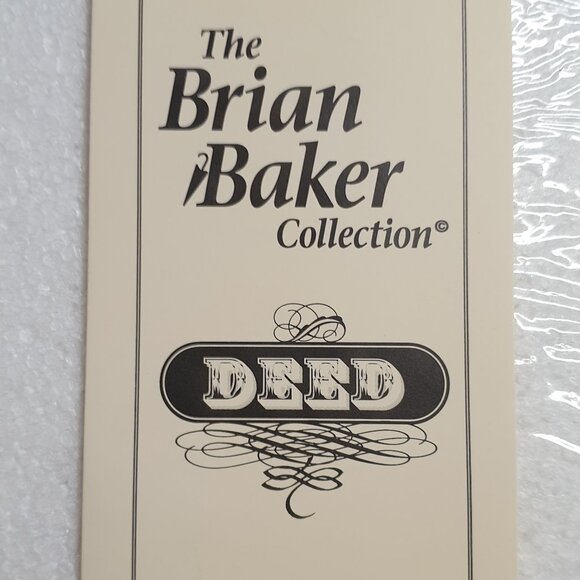 The
Brian
Baker
Collection©
DEED